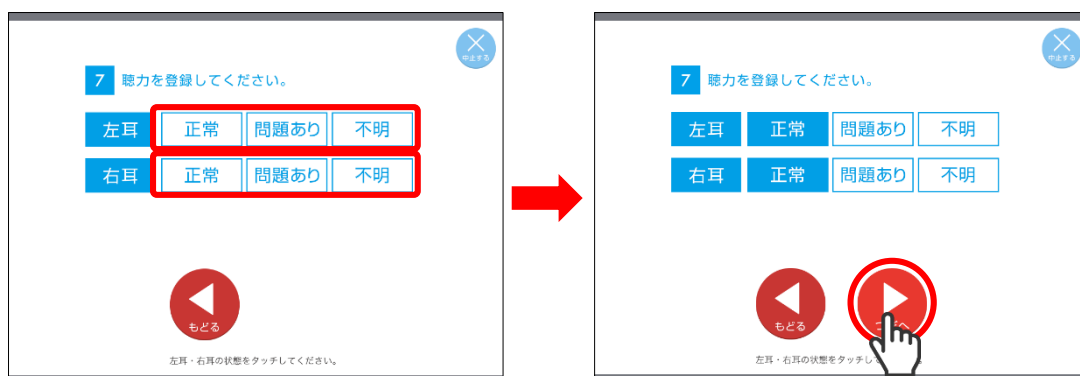 中止する
7 聴力を登録してください。
左耳 正常 問題あり 不明
右耳 正常 問題あり 不明
もどる
左耳・右耳の状態をタッチしてください。
中止する
7 聴力を登録してください。
左耳 正常 問題あり 不明
右耳 正常 問題あり 不明
もどる
左耳・右耳の状態をタッチし